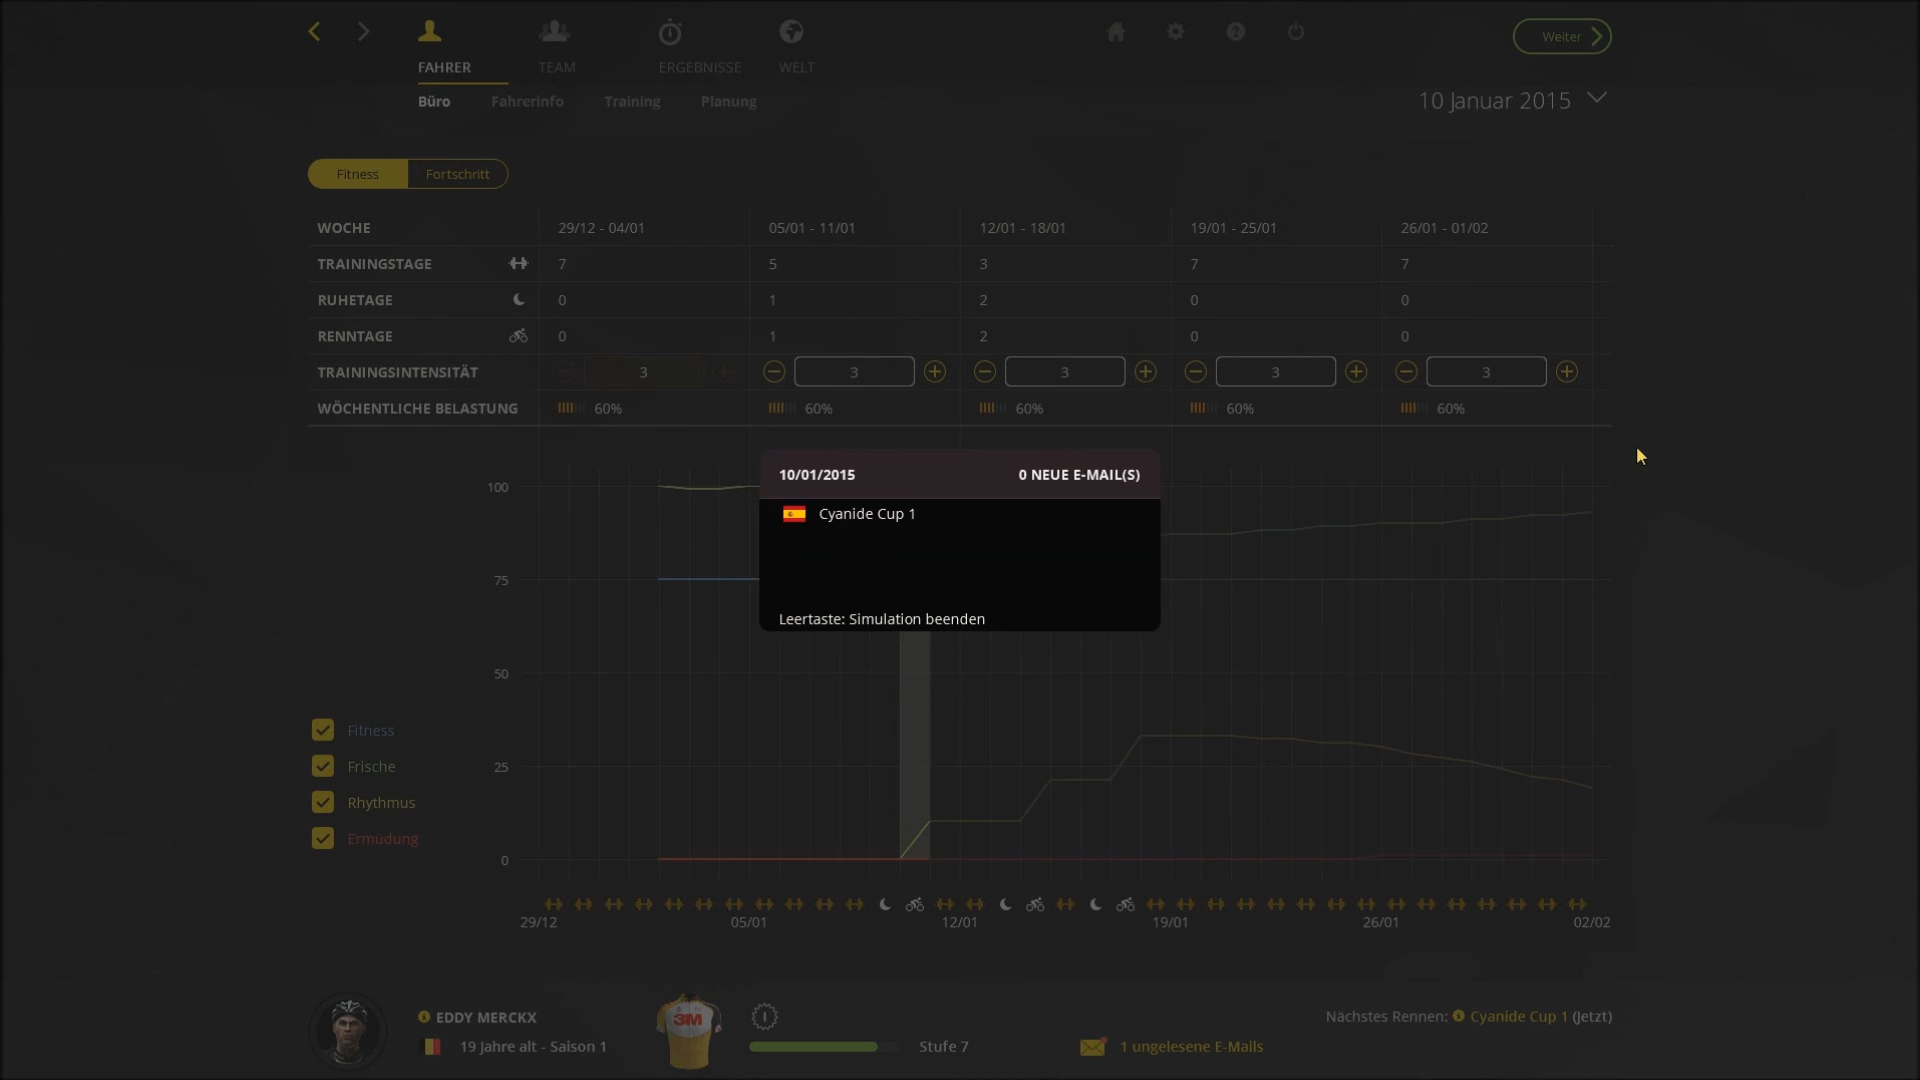 FAHRER TEAM ERGEBNISSE WELT
Weiter
Büro Fahrerinfo Training Planung
10 Januar 2015
Fitness Fortschritt
WOCHE 29/12 - 04/01 05/01 - 11/01 12/01 - 18/01 19/01 - 25/01 26/01 - 01/02
TRAININGSTAGE 7 5 3 7 7
RUHETAGE 0 1 2 0 0
RENNTAGE 0 1 2 0 0
TRAININGSINTENSITÄT 3 3 3 3 3
WÖCHENTLICHE BELASTUNG 60% 60% 60% 60% 60%
10/01/2015 0 NEUE E-MAIL(S)
Cyanide Cup 1
Leertaste: Simulation beenden
100
75
50
25
0
Fitness
Frische
Rhythmus
Ermüdung
29/12 05/01 12/01 19/01 26/01 02/02
EDDY MERCKX
19 Jahre alt - Saison 1
3M
Stufe 7
1 ungelesene E-Mails
Nächstes Rennen: Cyanide Cup 1 (Jetzt)